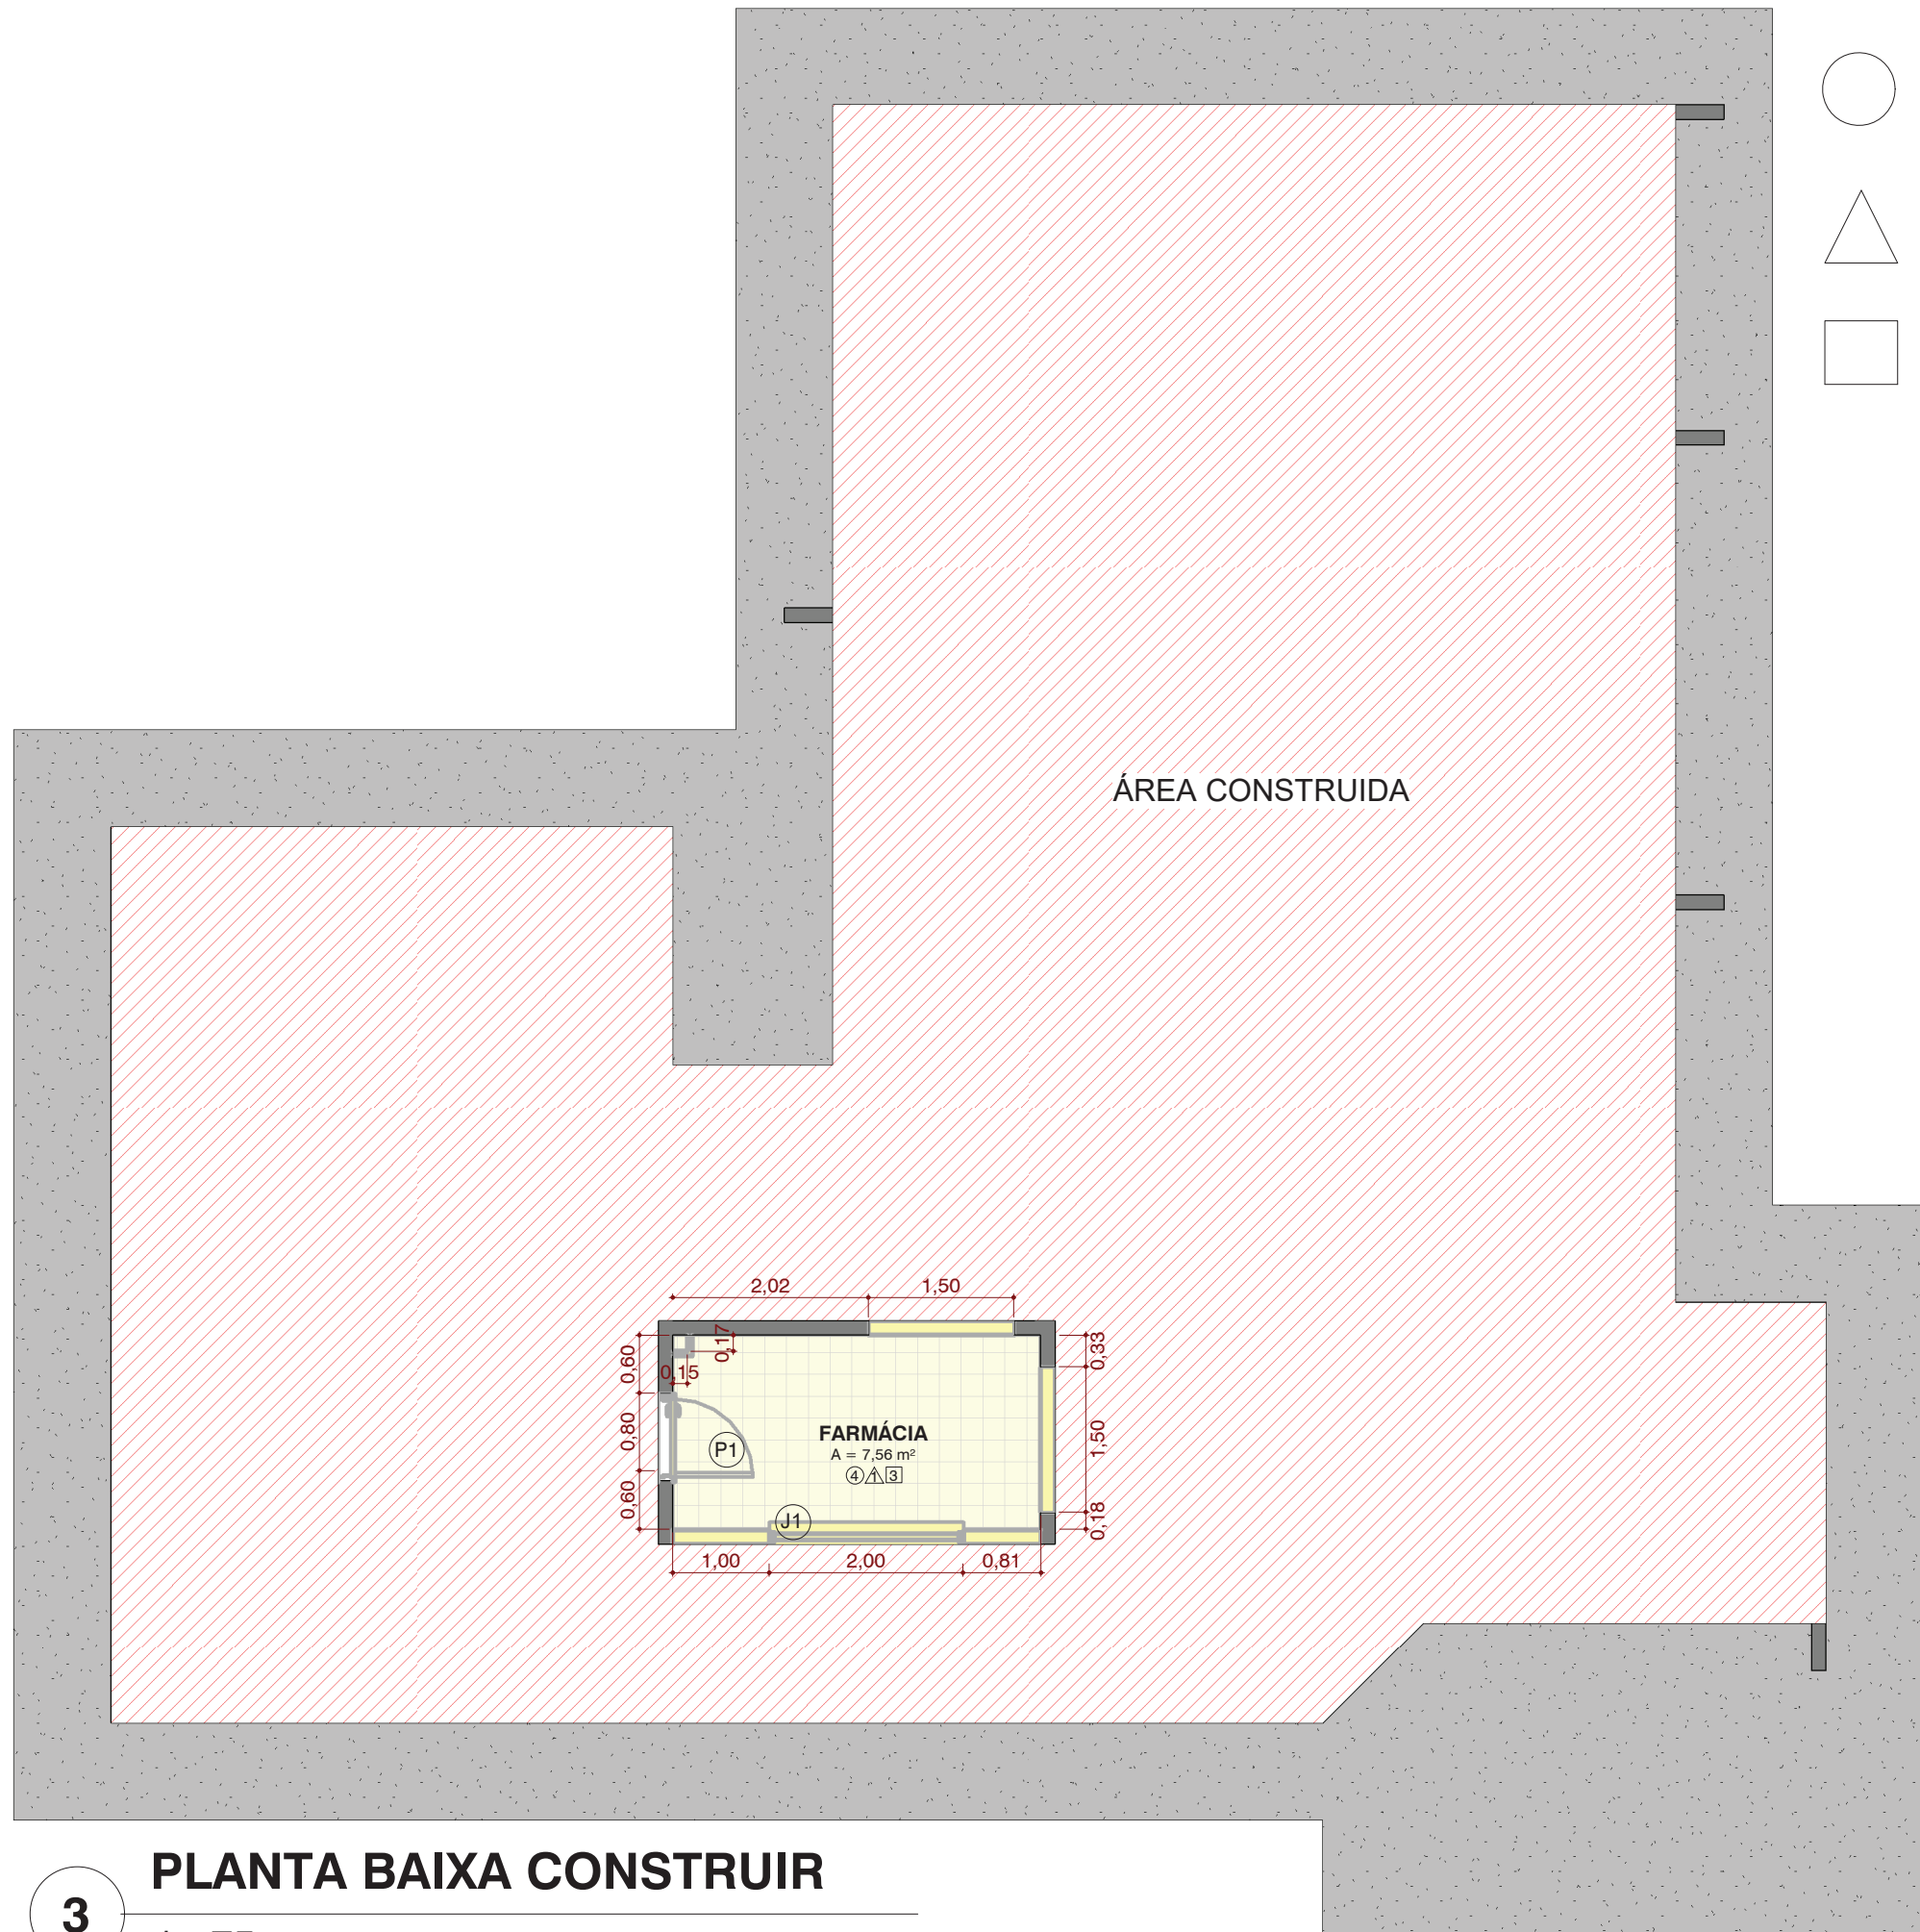 ÁREA CONSTRUIDA
2,02
1,50
0,60
0,17
0,15
0,33
0,80
P1
FARMÁCIA
A = 7,56 m²
4 1 3
1,50
0,60
J1
0,18
1,00
2,00
0,81
PLANTA BAIXA CONSTRUIR
3